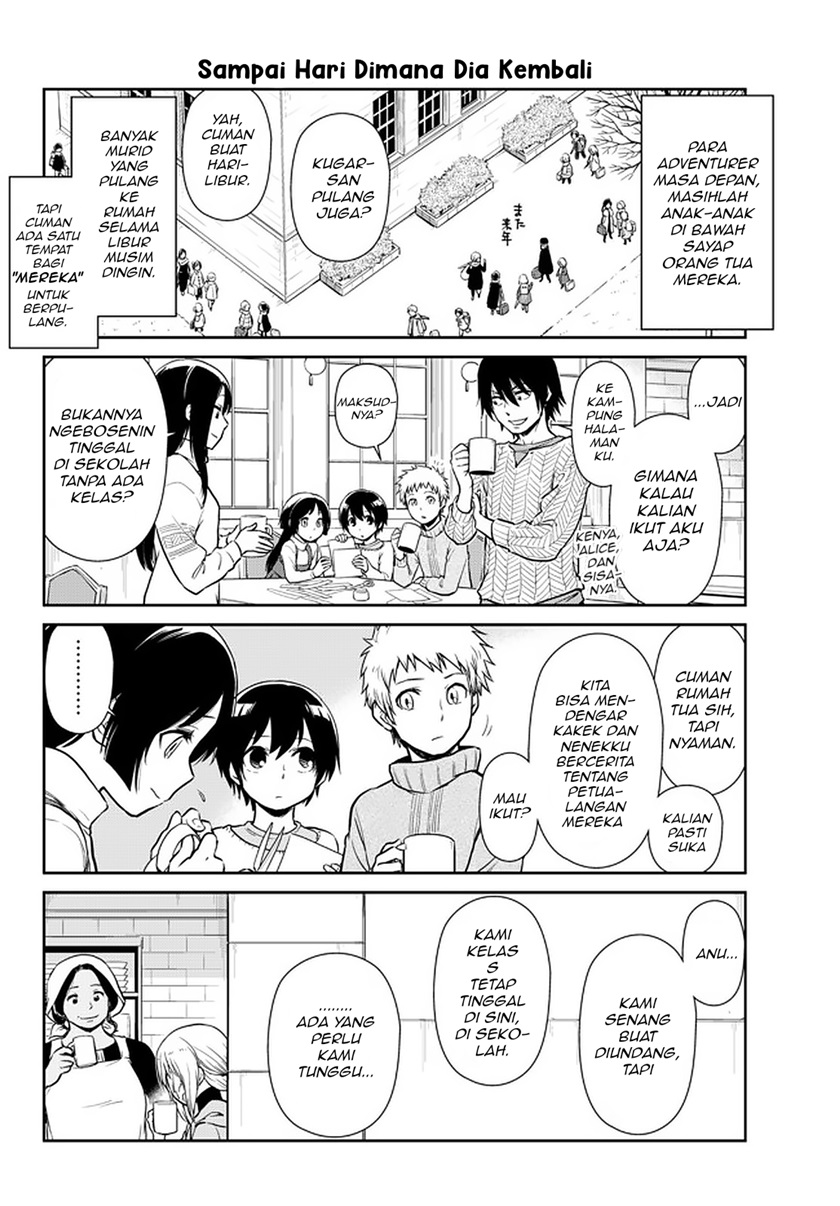 Sampai Hari Dimana Dia Kembali
PARA
ADVENTURER
MASA DEPAN,
MASIHLAH
ANAK-ANAK
DI BAWAH
SAYAP
ORANG TUA
MEREKA.
また
来年
KUGAR-
SAN
PULANG
JUGA?
YAH,
CUMAN
BUAT
HARI-
LIBUR.
BANYAK
MURID
YANG
PULANG
KE
RUMAH
SELAMA
LIBUR
MUSIM
DINGIN.
TAPI
CUMAN
ADA SATU
TEMPAT
BAGI
"MEREKA"
UNTUK
BERPU-
LANG.
...JADI
GIMANA
KALAU
KALIAN
IKUT AKU
AJA?
KE
KAM-
PUNG
HALA-
MAN
KU.
KENYA,
ALICE,
DAN
SISA-
NYA.
MAKSUD-
NYA?
BUKANNYA
NGEBOSENIN
TINGGAL
DI SEKOLAH
TANPA ADA
KELAS?
CUMAN
RUMAH
TUA SIH,
TAPI
NYAMAN.
KALIAN
PASTI
SUKA
KITA
BISA MEN-
DENGAR
KAKEK DAN
NENEKKU
BERCERITA
TENTANG
PETUA-
LANGAN
MEREKA
MAU
IKUT?
.........
ANU...
KAMI
SENANG
BUAT
DIUNDANG,
TAPI
KAMI
KELAS
S
TETAP
TINGGAL
DI SINI,
DI SEKO-
LAH.
........
ADA YANG
PERLU
KAMI
TUNGGU...